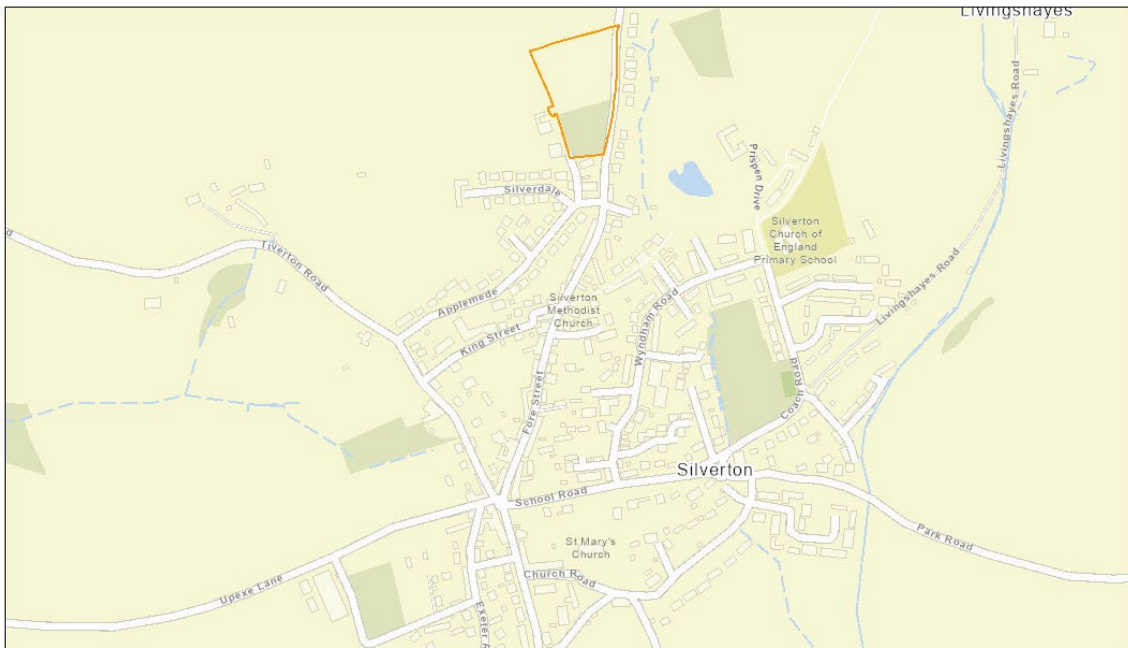 Livingshayes
Livingshayes Road
Prispen Drive
Silverdale
Silverton
Church of
England
Primary School
Tiverton Road
Livingshayes Road
Applemede
Silverton
Methodist
Church
King Street
Wyndham Road
Coach Road
Fore Street
Silverton
School Road
Park Road
St Mary's
Church
Church Road
Upexe Lane
Exeter R
d